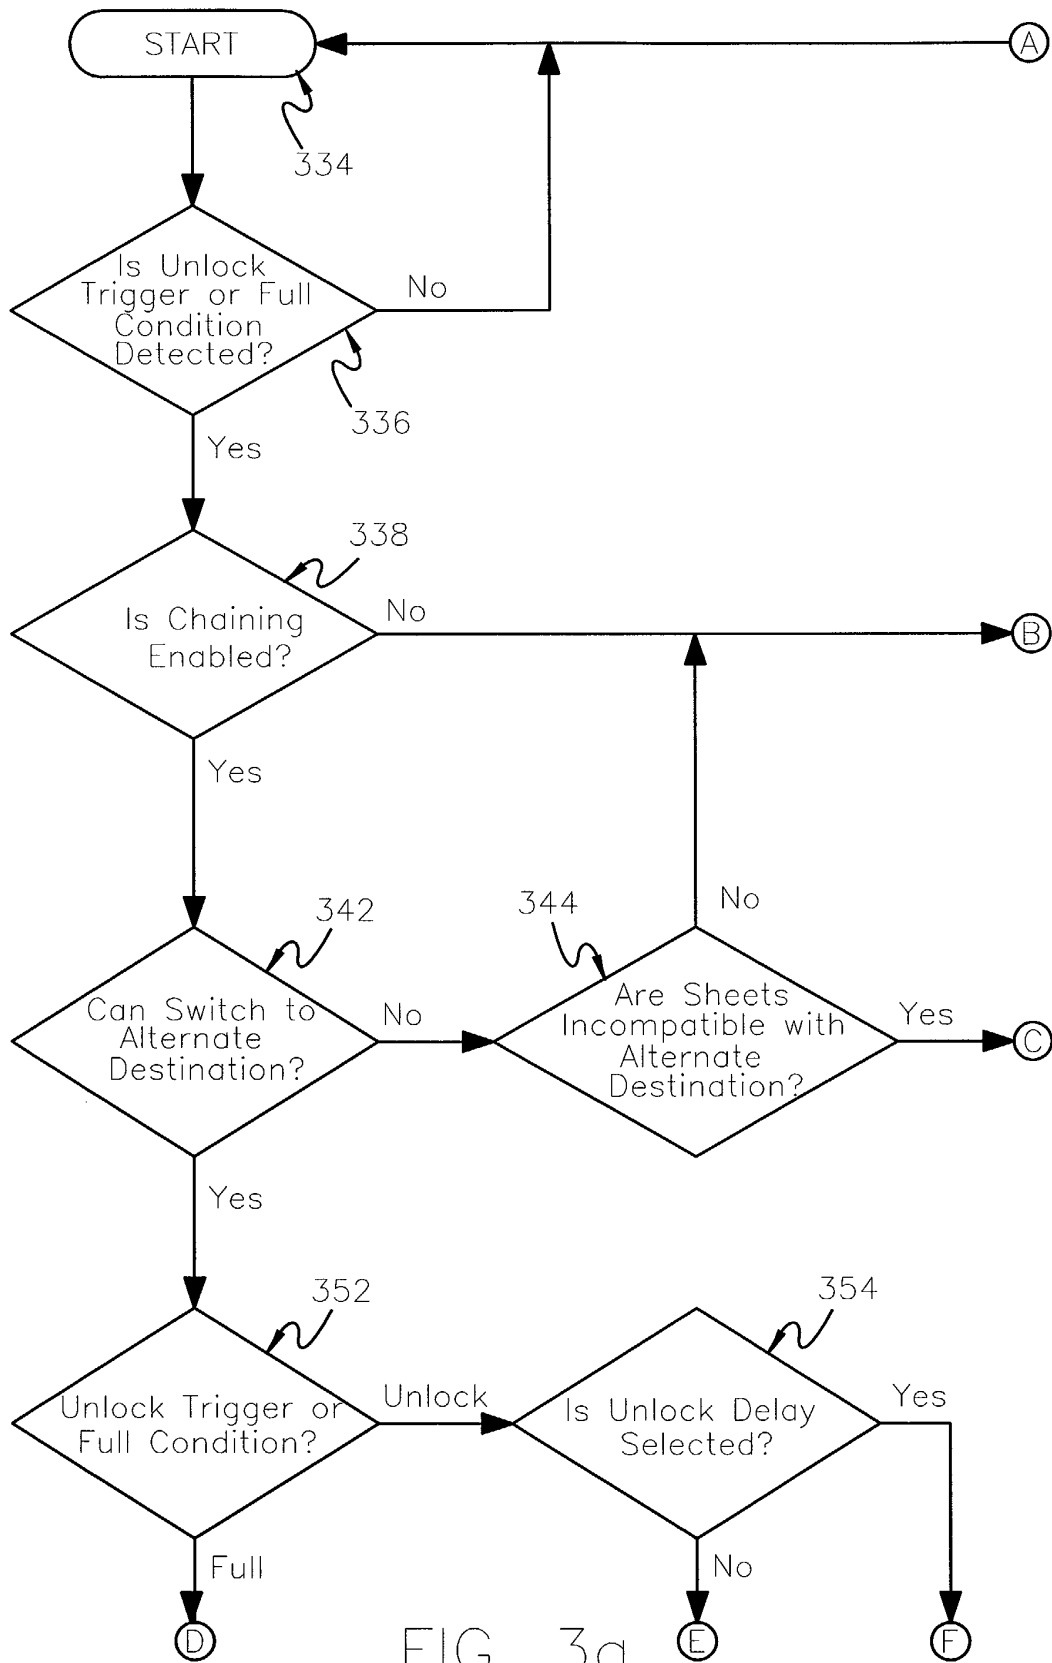 START
A
334
Is Unlock
Trigger or Full
Condition
Detected?
No
336
Yes
338
Is Chaining
Enabled?
No
B
Yes
342
344
No
Can Switch to
Alternate
Destination?
No
Are Sheets
Incompatible with
Alternate
Destination?
Yes
C
Yes
352
354
Unlock Trigger or
Full Condition?
Unlock
Is Unlock Delay
Selected?
Yes
Full
No
D
E
F
FIG. 3a